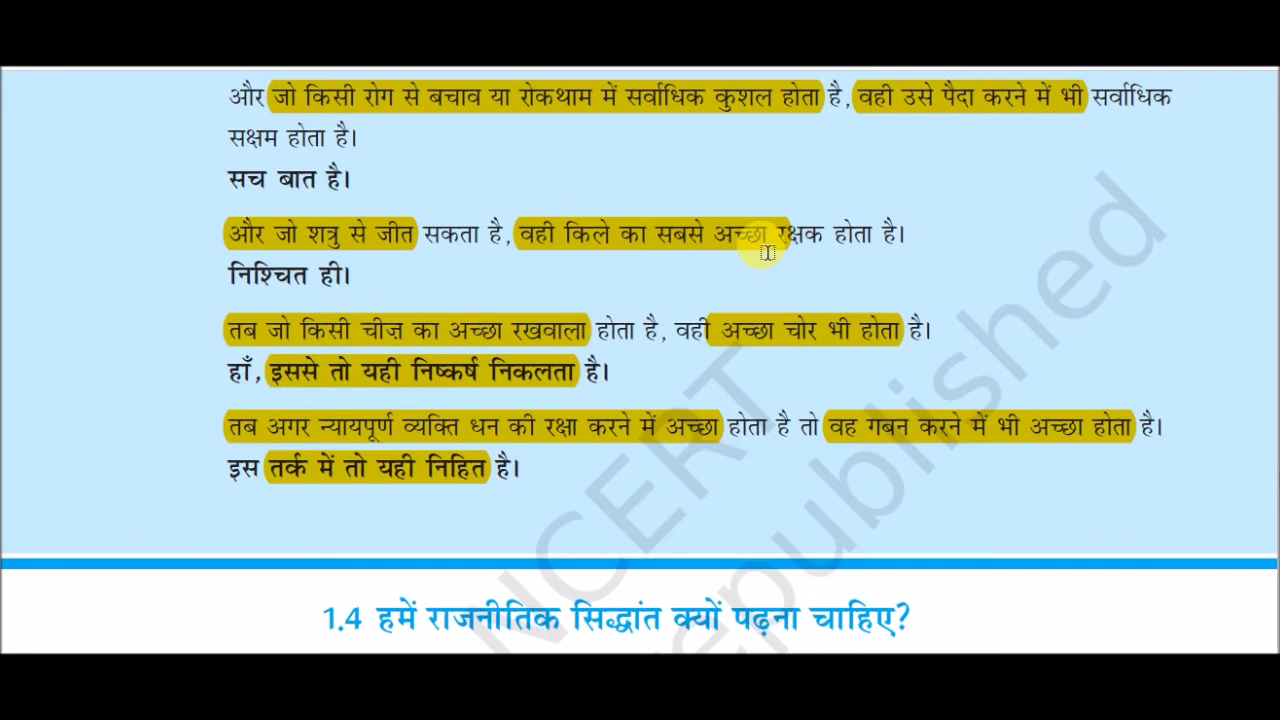 और जो किसी रोग से बचाव या रोकथाम में सर्वाधिक कुशल होता है, वही उसे पैदा करने में भी सर्वाधिक
सक्षम होता है।
सच बात है।
और जो शत्रु से जीत सकता है, वही किले का सबसे अच्छा रक्षक होता है।
निश्चित ही।
तब जो किसी चीज़ का अच्छा रखवाला होता है, वही अच्छा चोर भी होता है।
हाँ, इससे तो यही निष्कर्ष निकलता है।
तब अगर न्यायपूर्ण व्यक्ति धन की रक्षा करने में अच्छा होता है तो वह गबन करने में भी अच्छा होता है।
इस तर्क में तो यही निहित है।
1.4 हमें राजनीतिक सिद्धांत क्यों पढ़ना चाहिए?
NCERT
republished